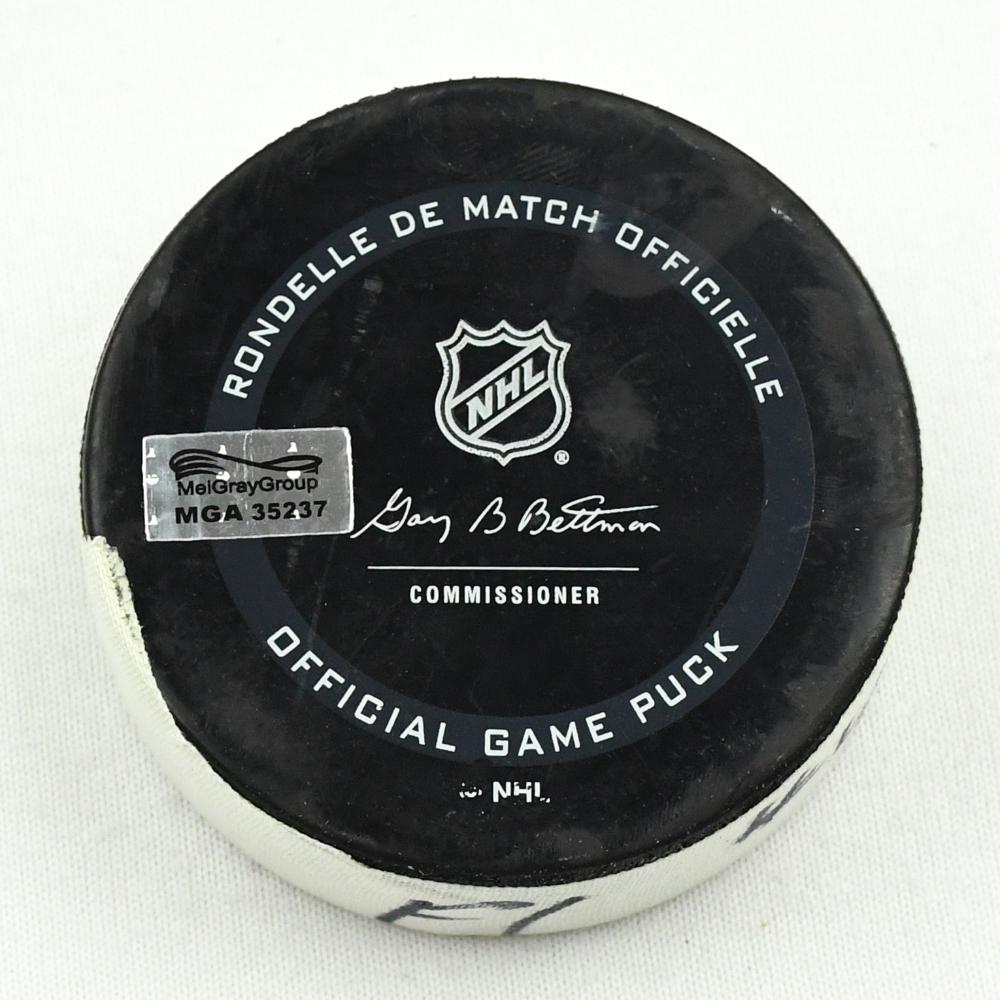 RONDELLE DE MATCH OFFICIELLE
NHL
®
MeiGrayGroup
MGA 35237
Gary B Bettman
COMMISSIONER
OFFICIAL GAME PUCK
NHL